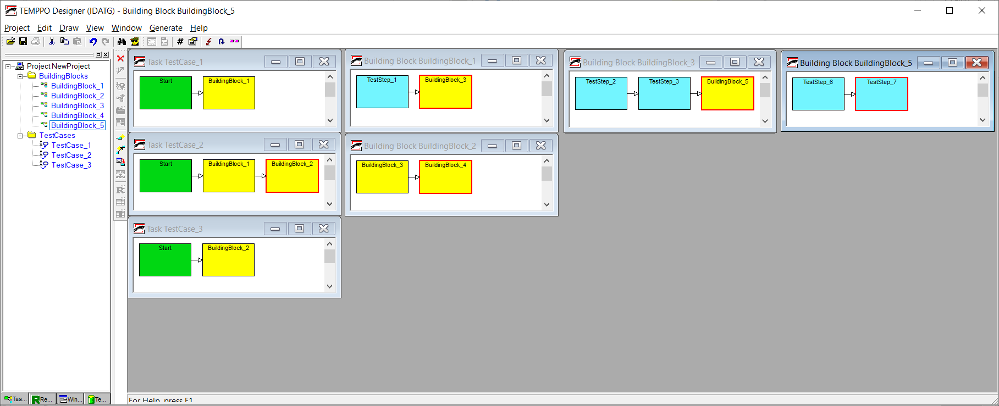 TEMPPO Designer (IDATG) - Building Block BuildingBlock_5
Project Edit Draw View Window Generate Help
Project NewProject
BuildingBlocks
BuildingBlock_1
BuildingBlock_2
BuildingBlock_3
BuildingBlock_4
BuildingBlock_5
TestCases
TestCase_1
TestCase_2
TestCase_3
Tas...
Re...
Win...
Te...
Task TestCase_1
Start
BuildingBlock_1
Building Block BuildingBlock_1
TestStep_1
BuildingBlock_3
Building Block BuildingBlock_3
TestStep_2
TestStep_3
BuildingBlock_5
Building Block BuildingBlock_5
TestStep_6
TestStep_7
Task TestCase_2
Start
BuildingBlock_1
BuildingBlock_2
Building Block BuildingBlock_2
BuildingBlock_3
BuildingBlock_4
Task TestCase_3
Start
BuildingBlock_2
For Help, press F1